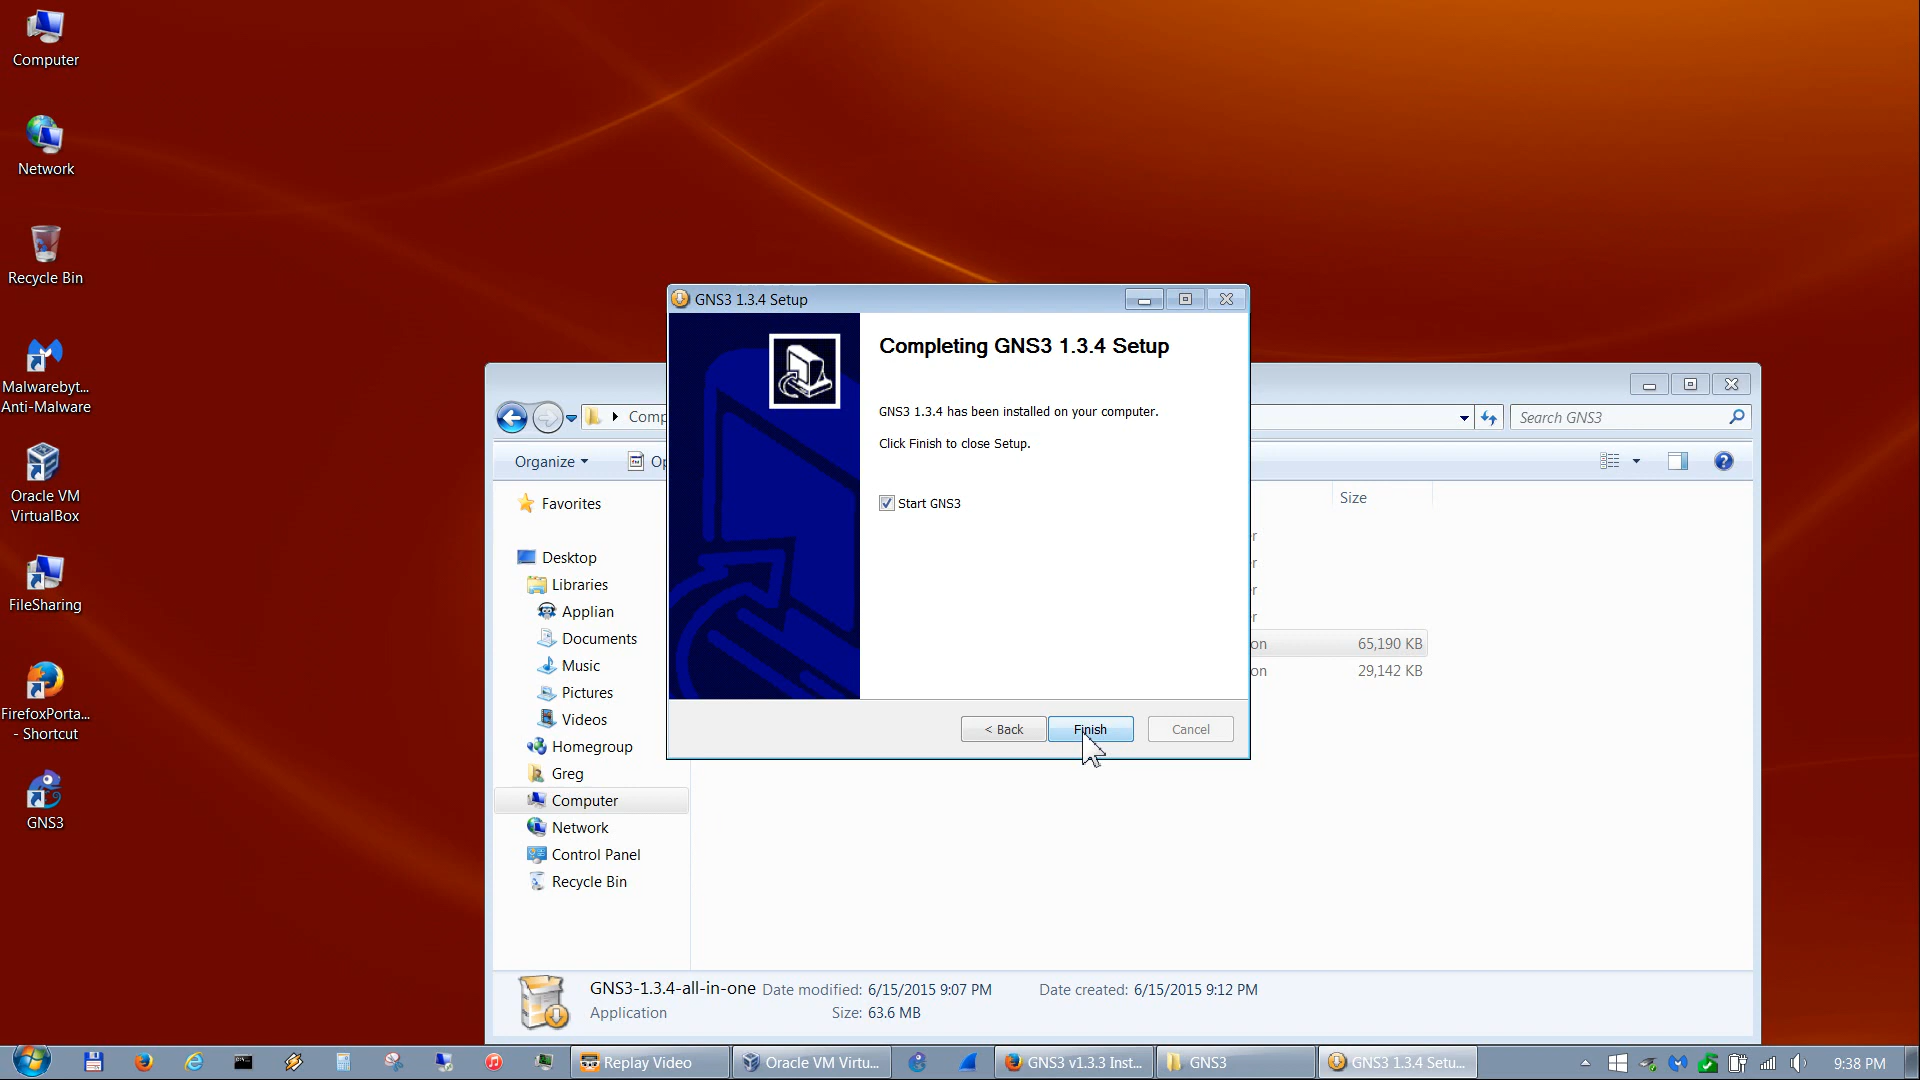 Computer
Network
Recycle Bin
Malwarebyt...
Anti-Malware
Oracle VM
VirtualBox
FileSharing
FirefoxPorta...
- Shortcut
GNS3
GNS3 1.3.4 Setup
Completing GNS3 1.3.4 Setup
GNS3 1.3.4 has been installed on your computer.
Click Finish to close Setup.
Start GNS3
< Back
Finish
Cancel
Comp
Search GNS3
Organize
Op
Size
Favorites
Desktop
Libraries
Applian
Documents
Music
Pictures
Videos
Homegroup
Greg
Computer
Network
Control Panel
Recycle Bin
r
r
r
r
on 65,190 KB
on 29,142 KB
GNS3-1.3.4-all-in-one Date modified: 6/15/2015 9:07 PM Date created: 6/15/2015 9:12 PM
Application Size: 63.6 MB
Replay Video
Oracle VM Virtu...
GNS3 v1.3.3 Inst...
GNS3
GNS3 1.3.4 Setu...
9:38 PM